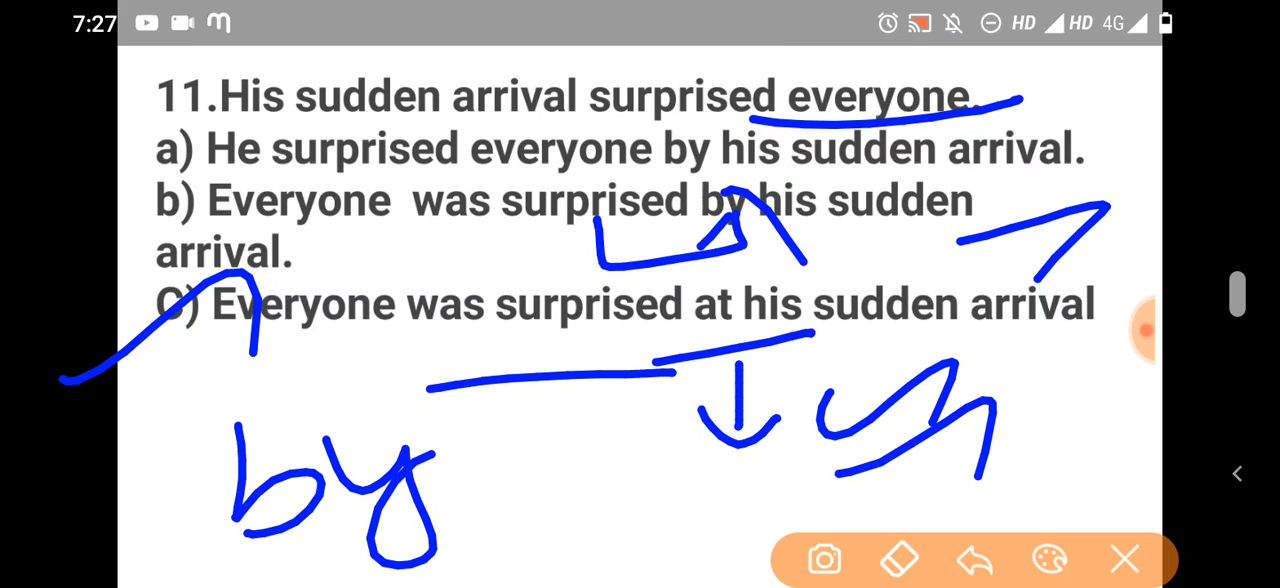 7:27 HD HD 4G
11.His sudden arrival surprised everyone.
a) He surprised everyone by his sudden arrival.
b) Everyone was surprised by his sudden
arrival.
C) Everyone was surprised at his sudden arrival
by